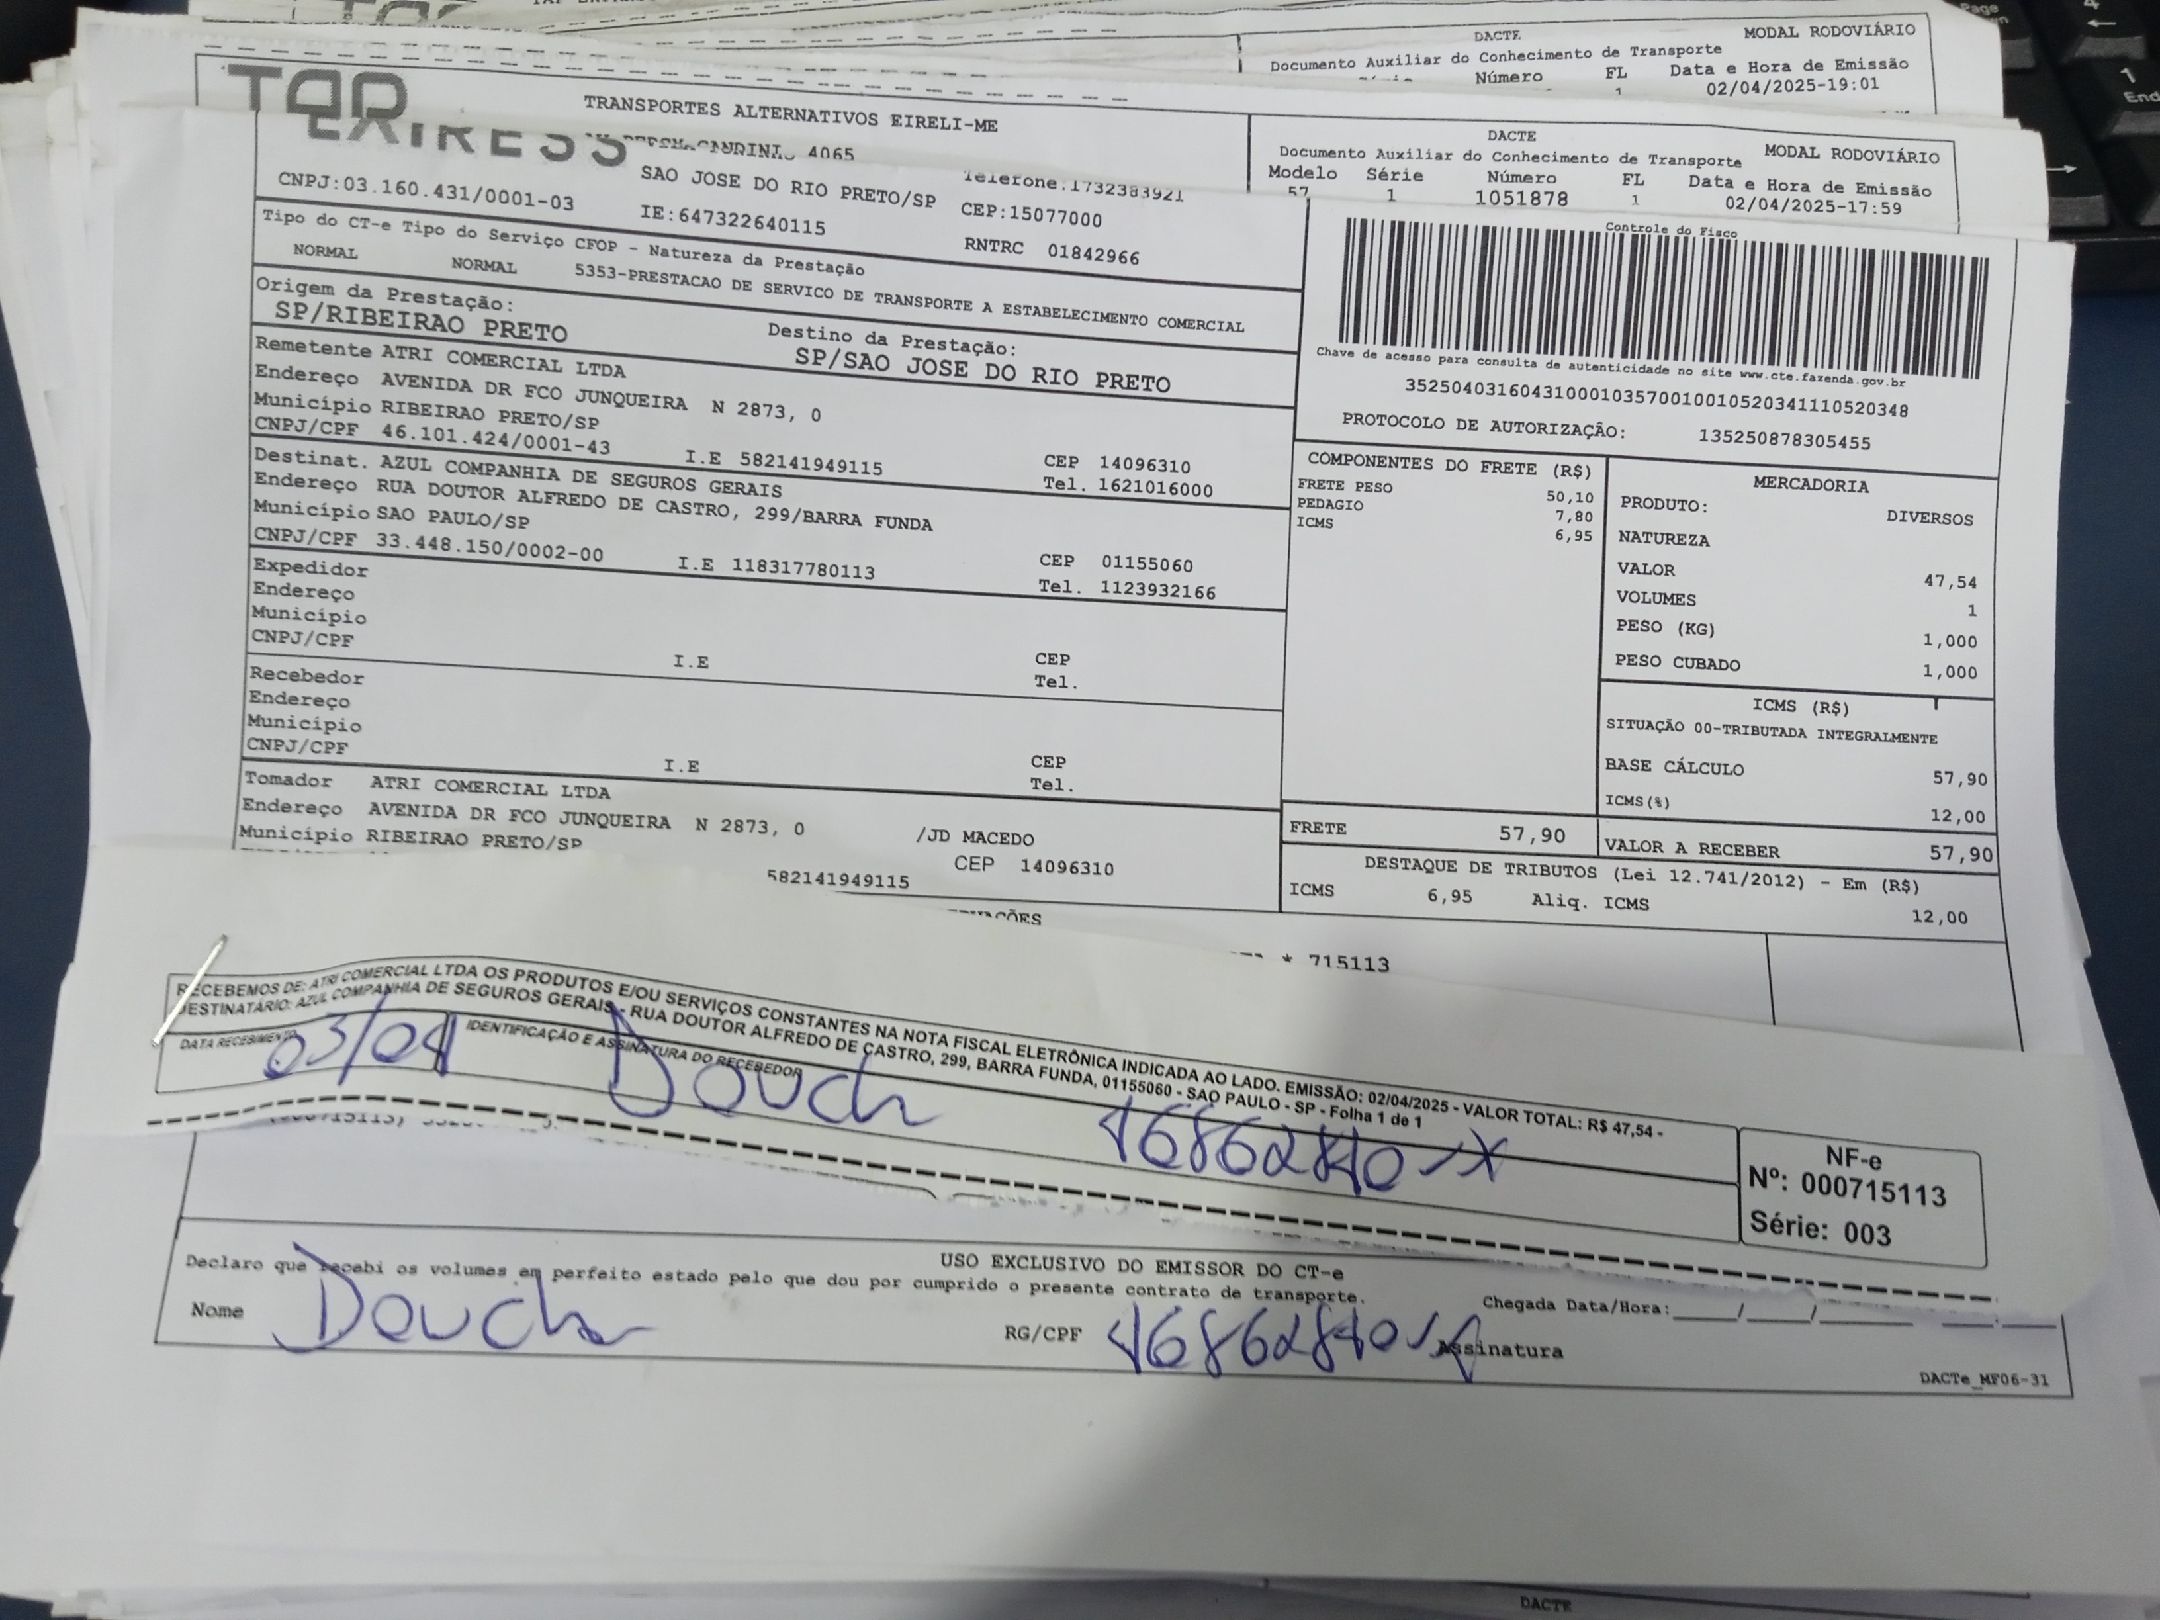 DACTE
MODAL RODOVIÁRIO
Documento Auxiliar do Conhecimento de Transporte
Número FL Data e Hora de Emissão
1 02/04/2025-19:01
TRANSPORTES ALTERNATIVOS EIRELI-ME
DACTE
Documento Auxiliar do Conhecimento de Transporte MODAL RODOVIÁRIO
Modelo Série Número FL Data e Hora de Emissão
57 1 1051878 1 02/04/2025-17:59
4065
SAO JOSE DO RIO PRETO/SP Telefone:1732383921
CNPJ:03.160.431/0001-03 IE:647322640115 CEP:15077000
RNTRC 01842966
Tipo do CT-e Tipo do Serviço CFOP - Natureza da Prestação
NORMAL NORMAL 5353-PRESTACAO DE SERVICO DE TRANSPORTE A ESTABELECIMENTO COMERCIAL
Origem da Prestação: Destino da Prestação:
SP/RIBEIRAO PRETO SP/SAO JOSE DO RIO PRETO
Remetente ATRI COMERCIAL LTDA
Endereço AVENIDA DR FCO JUNQUEIRA N 2873, 0
Município RIBEIRAO PRETO/SP CEP 14096310
CNPJ/CPF 46.101.424/0001-43 I.E 582141949115 Tel. 1621016000
Destinat. AZUL COMPANHIA DE SEGUROS GERAIS
Endereço RUA DOUTOR ALFREDO DE CASTRO, 299/BARRA FUNDA
Município SAO PAULO/SP CEP 01155060
CNPJ/CPF 33.448.150/0002-00 I.E 118317780113 Tel. 1123932166
Expedidor
Endereço
Município CEP
CNPJ/CPF I.E Tel.
Recebedor
Endereço
Município CEP
CNPJ/CPF I.E Tel.
Tomador ATRI COMERCIAL LTDA
Endereço AVENIDA DR FCO JUNQUEIRA N 2873, 0 /JD MACEDO
Município RIBEIRAO PRETO/SP CEP 14096310
582141949115
Controle do Fisco
Chave de acesso para consulta de autenticidade no site www.cte.fazenda.gov.br
35250403160431000103570010010520341110520348
PROTOCOLO DE AUTORIZAÇÃO: 135250878305455
COMPONENTES DO FRETE (R$)
FRETE PESO 50,10
PEDAGIO 7,80
ICMS 6,95
MERCADORIA
PRODUTO: DIVERSOS
NATUREZA
VALOR 47,54
VOLUMES 1
PESO (KG) 1,000
PESO CUBADO 1,000
ICMS (R$)
SITUAÇÃO 00-TRIBUTADA INTEGRALMENTE
BASE CÁLCULO 57,90
ICMS(%) 12,00
FRETE 57,90 VALOR A RECEBER 57,90
DESTAQUE DE TRIBUTOS (Lei 12.741/2012) - Em (R$)
ICMS 6,95 Aliq. ICMS 12,00
* 715113
RECEBEMOS DE: ATRI COMERCIAL LTDA OS PRODUTOS E/OU SERVIÇOS CONSTANTES NA NOTA FISCAL ELETRÔNICA INDICADA AO LADO. EMISSÃO: 02/04/2025 - VALOR TOTAL: R$ 47,54 -
DESTINATÁRIO: AZUL COMPANHIA DE SEGUROS GERAIS - RUA DOUTOR ALFREDO DE CASTRO, 299, BARRA FUNDA, 01155060 - SAO PAULO - SP - Folha 1 de 1
DATA RECEBIMENTO IDENTIFICAÇÃO E ASSINATURA DO RECEBEDOR
03/04
NF-e
Nº: 000715113
Série: 003
USO EXCLUSIVO DO EMISSOR DO CT-e
Declaro que recebi os volumes em perfeito estado pelo que dou por cumprido o presente contrato de transporte.
Chegada Data/Hora:____/____/______
Nome RG/CPF Assinatura
DACTe_MF06-31
DACTE